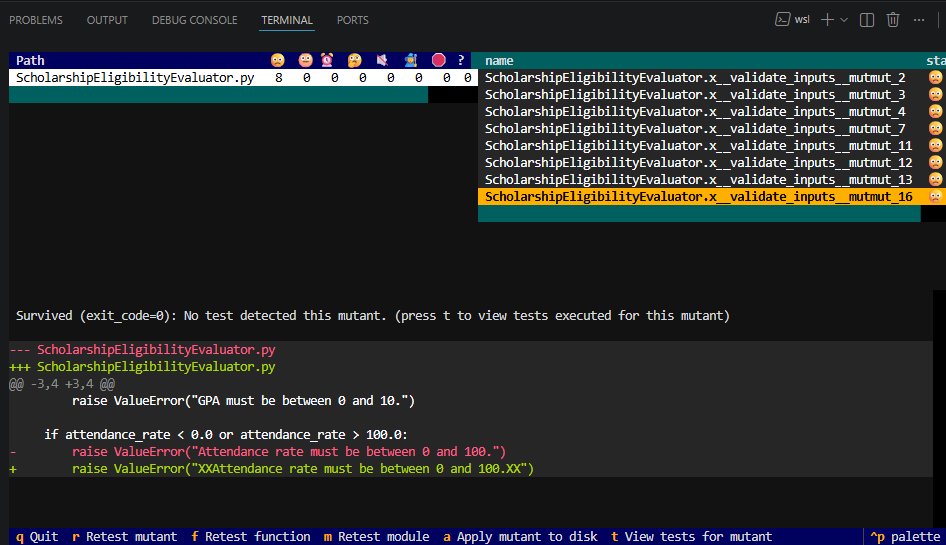 PROBLEMS OUTPUT DEBUG CONSOLE TERMINAL PORTS wsl
Path ?
ScholarshipEligibilityEvaluator.py 8 0 0 0 0 0 0 0
name sta
ScholarshipEligibilityEvaluator.x__validate_inputs__mutmut_2
ScholarshipEligibilityEvaluator.x__validate_inputs__mutmut_3
ScholarshipEligibilityEvaluator.x__validate_inputs__mutmut_4
ScholarshipEligibilityEvaluator.x__validate_inputs__mutmut_7
ScholarshipEligibilityEvaluator.x__validate_inputs__mutmut_11
ScholarshipEligibilityEvaluator.x__validate_inputs__mutmut_12
ScholarshipEligibilityEvaluator.x__validate_inputs__mutmut_13
ScholarshipEligibilityEvaluator.x__validate_inputs__mutmut_16
Survived (exit_code=0): No test detected this mutant. (press t to view tests executed for this mutant)
--- ScholarshipEligibilityEvaluator.py
+++ ScholarshipEligibilityEvaluator.py
@@ -3,4 +3,4 @@
raise ValueError("GPA must be between 0 and 10.")
if attendance_rate < 0.0 or attendance_rate > 100.0:
- raise ValueError("Attendance rate must be between 0 and 100.")
+ raise ValueError("XXAttendance rate must be between 0 and 100.XX")
q Quit r Retest mutant f Retest function m Retest module a Apply mutant to disk t View tests for mutant ^p palette